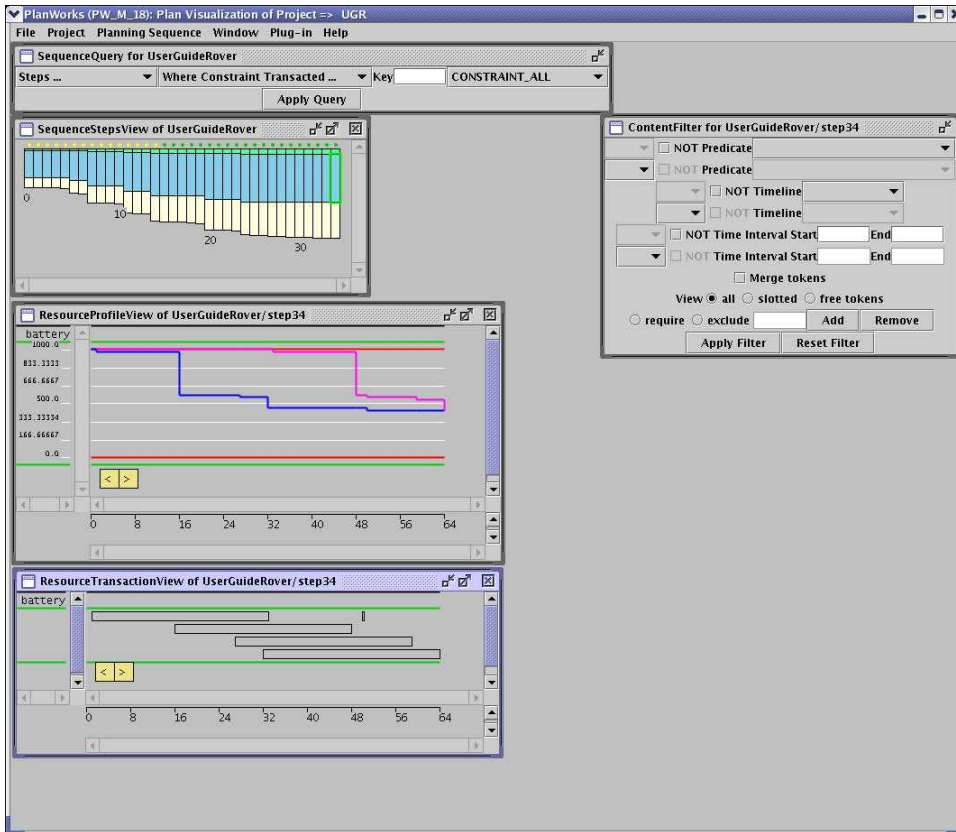 PlanWorks (PW_M_18): Plan Visualization of Project => UGR
File Project Planning Sequence Window Plug-in Help
SequenceQuery for UserGuideRover
Steps ... Where Constraint Transacted ... Key CONSTRAINT_ALL
Apply Query
SequenceStepsView of UserGuideRover
0
10
20
30
ContentFilter for UserGuideRover/step34
NOT Predicate
NOT Predicate
NOT Timeline
NOT Timeline
NOT Time Interval Start End
NOT Time Interval Start End
Merge tokens
View all slotted free tokens
require exclude Add Remove
Apply Filter Reset Filter
ResourceProfileView of UserGuideRover/step34
battery
1000.0
833.3333
666.6667
500.0
333.33334
166.66667
0.0
< >
0 8 16 24 32 40 48 56 64
ResourceTransactionView of UserGuideRover/step34
battery
< >
0 8 16 24 32 40 48 56 64